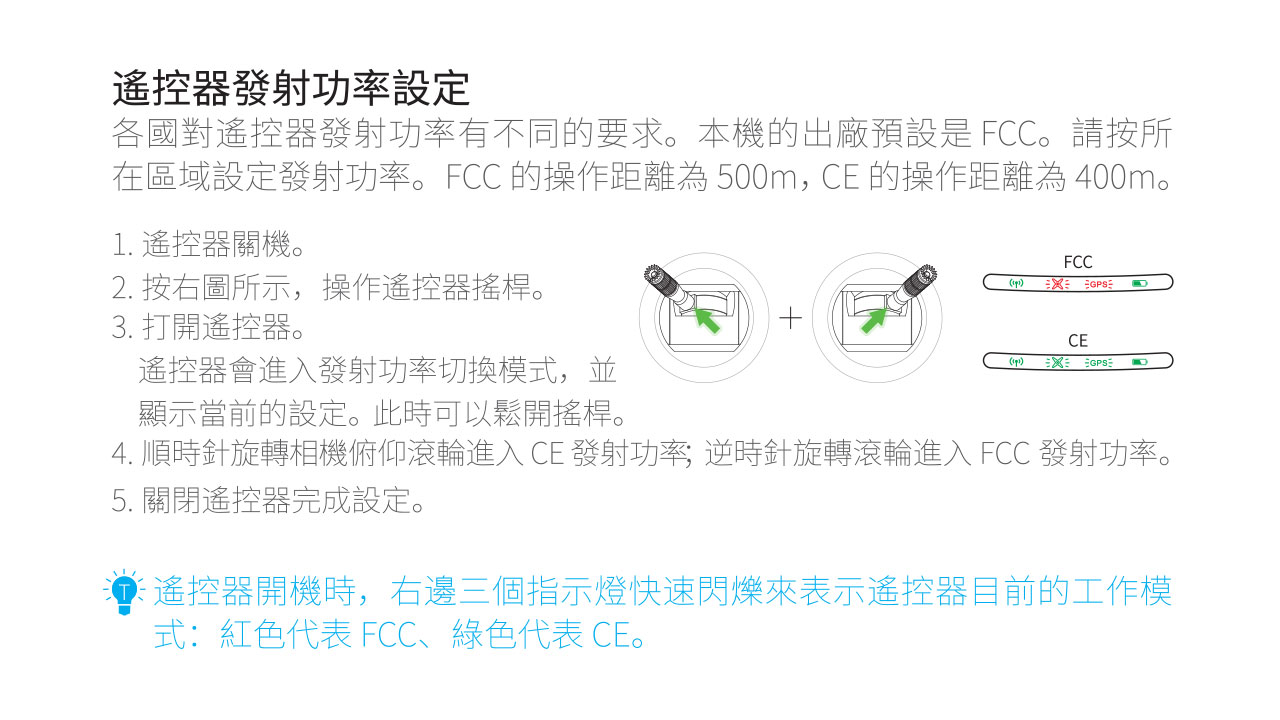 遙控器發射功率設定
各國對遙控器發射功率有不同的要求。本機的出廠預設是 FCC。請按所
在區域設定發射功率。FCC 的操作距離為 500m，CE 的操作距離為 400m。
1. 遙控器關機。
2. 按右圖所示，操作遙控器搖桿。
3. 打開遙控器。
遙控器會進入發射功率切換模式，並
顯示當前的設定。此時可以鬆開搖桿。
+
FCC
GPS
CE
GPS
4. 順時針旋轉相機俯仰滾輪進入 CE 發射功率；逆時針旋轉滾輪進入 FCC 發射功率。
5. 關閉遙控器完成設定。
T
遙控器開機時，右邊三個指示燈快速閃爍來表示遙控器目前的工作模
式：紅色代表 FCC、綠色代表 CE。